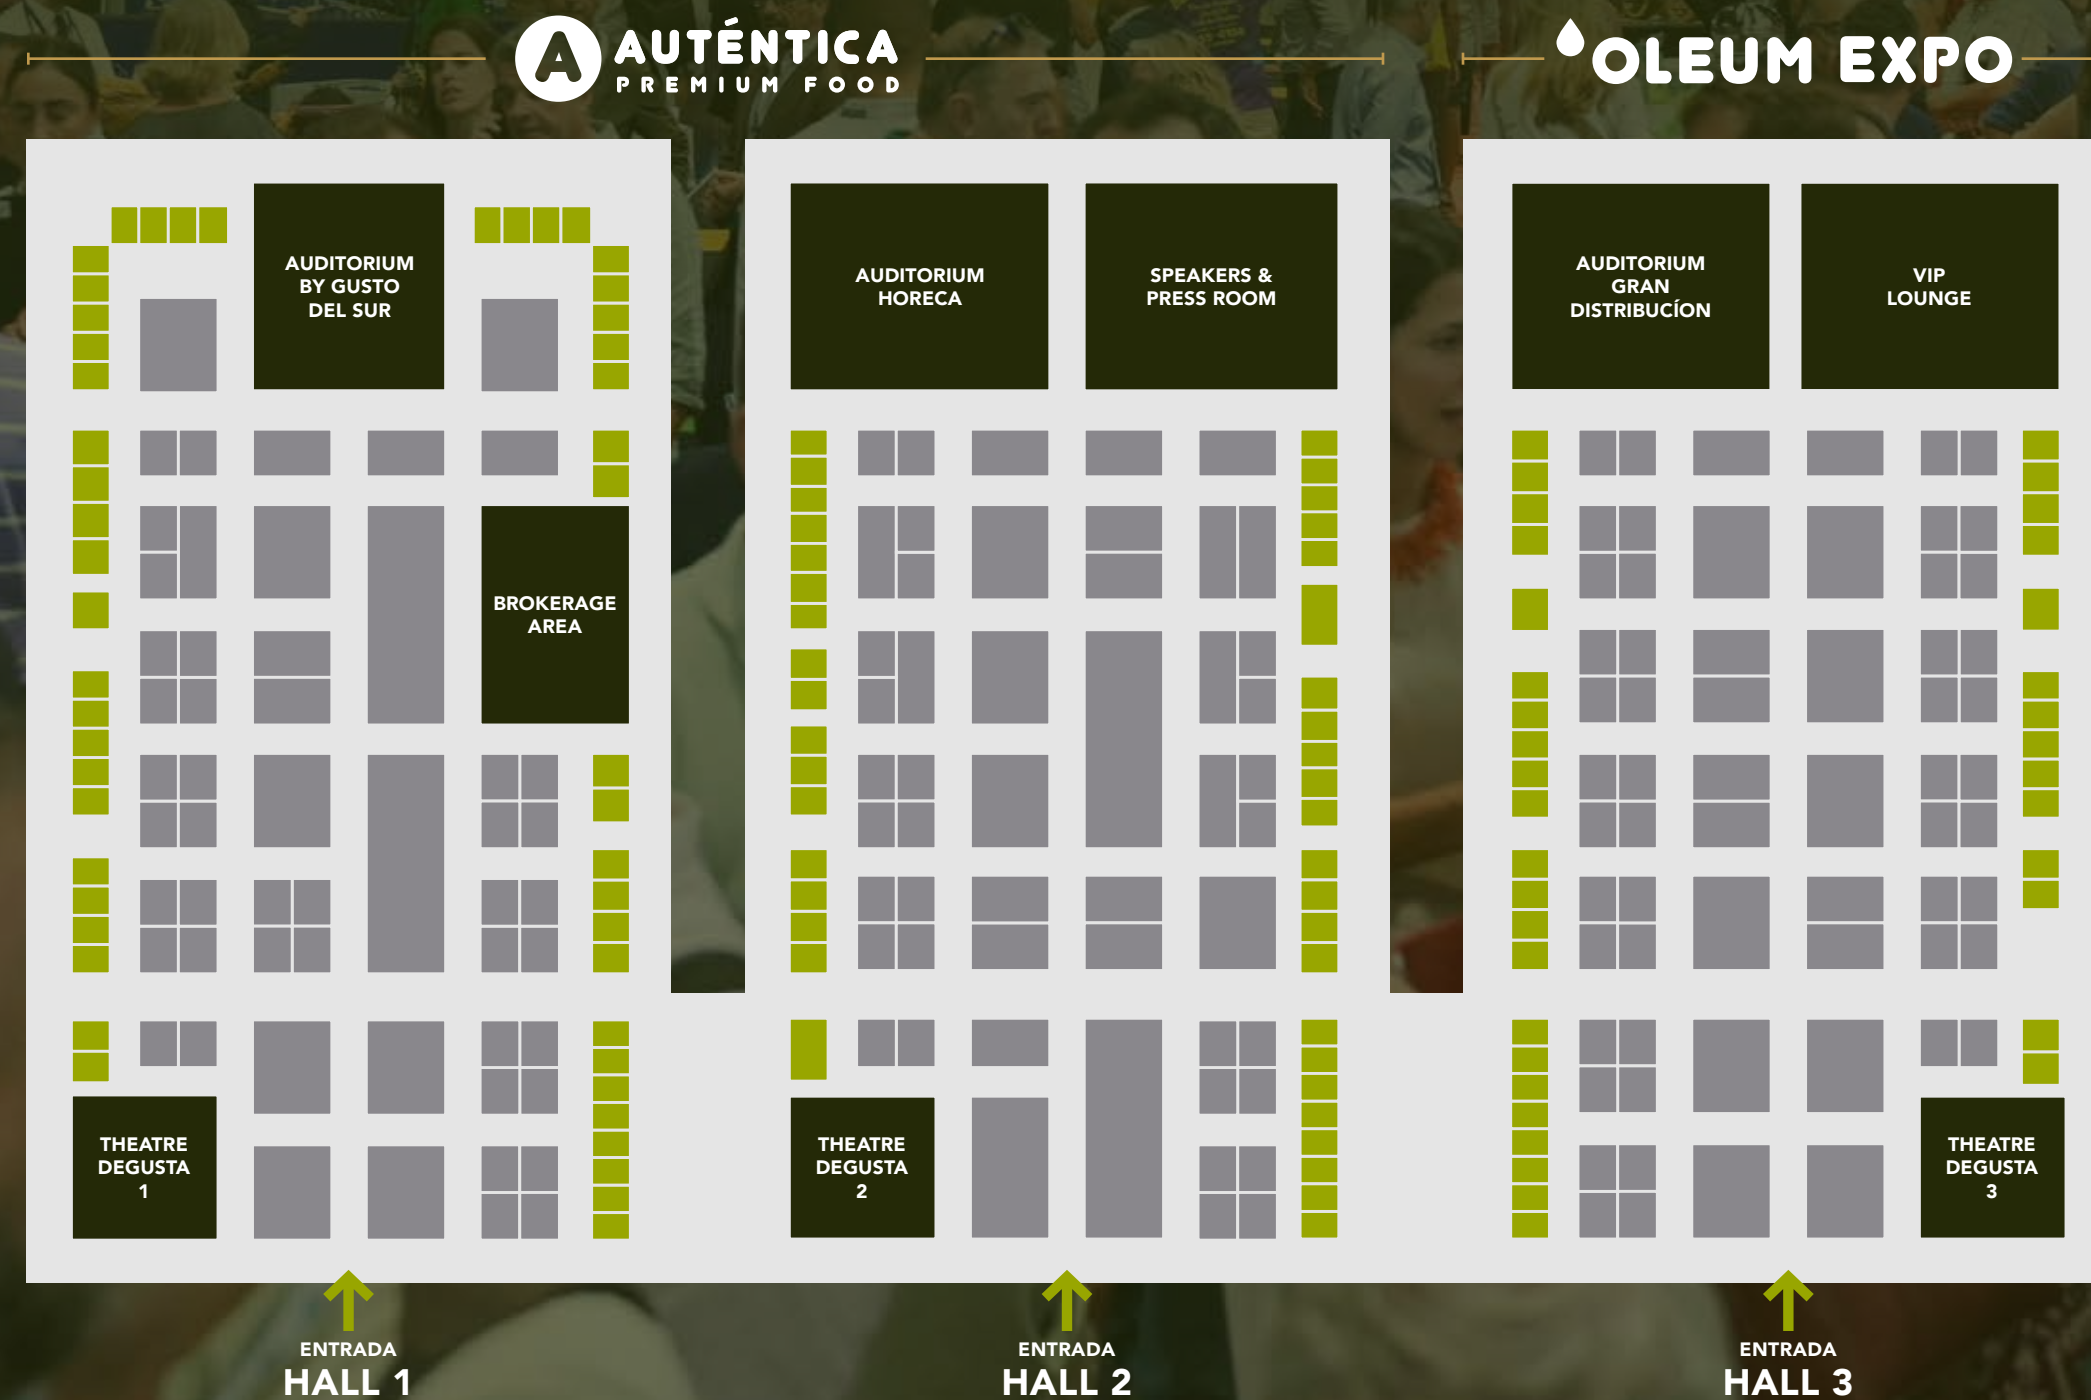 A AUTÉNTICA
PREMIUM FOOD
OLEUM EXPO
AUDITORIUM
BY GUSTO
DEL SUR
BROKERAGE
AREA
THEATRE
DEGUSTA
1
AUDITORIUM
HORECA
SPEAKERS &
PRESS ROOM
THEATRE
DEGUSTA
2
AUDITORIUM
GRAN
DISTRIBUCÍON
VIP
LOUNGE
THEATRE
DEGUSTA
3
ENTRADA
HALL 1
ENTRADA
HALL 2
ENTRADA
HALL 3